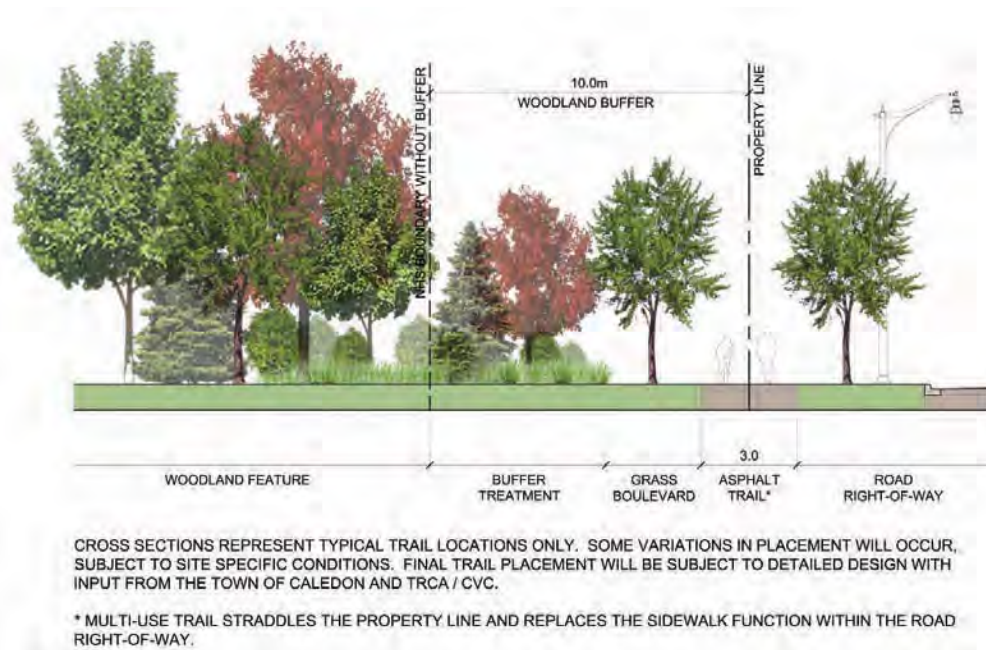 10.0m
WOODLAND BUFFER
NHS BOUNDARY WITHOUT BUFFER
PROPERTY LINE
3.0
WOODLAND FEATURE
BUFFER
TREATMENT
GRASS
BOULEVARD
ASPHALT
TRAIL*
ROAD
RIGHT-OF-WAY
CROSS SECTIONS REPRESENT TYPICAL TRAIL LOCATIONS ONLY. SOME VARIATIONS IN PLACEMENT WILL OCCUR,
SUBJECT TO SITE SPECIFIC CONDITIONS. FINAL TRAIL PLACEMENT WILL BE SUBJECT TO DETAILED DESIGN WITH
INPUT FROM THE TOWN OF CALEDON AND TRCA / CVC.
* MULTI-USE TRAIL STRADDLES THE PROPERTY LINE AND REPLACES THE SIDEWALK FUNCTION WITHIN THE ROAD
RIGHT-OF-WAY.